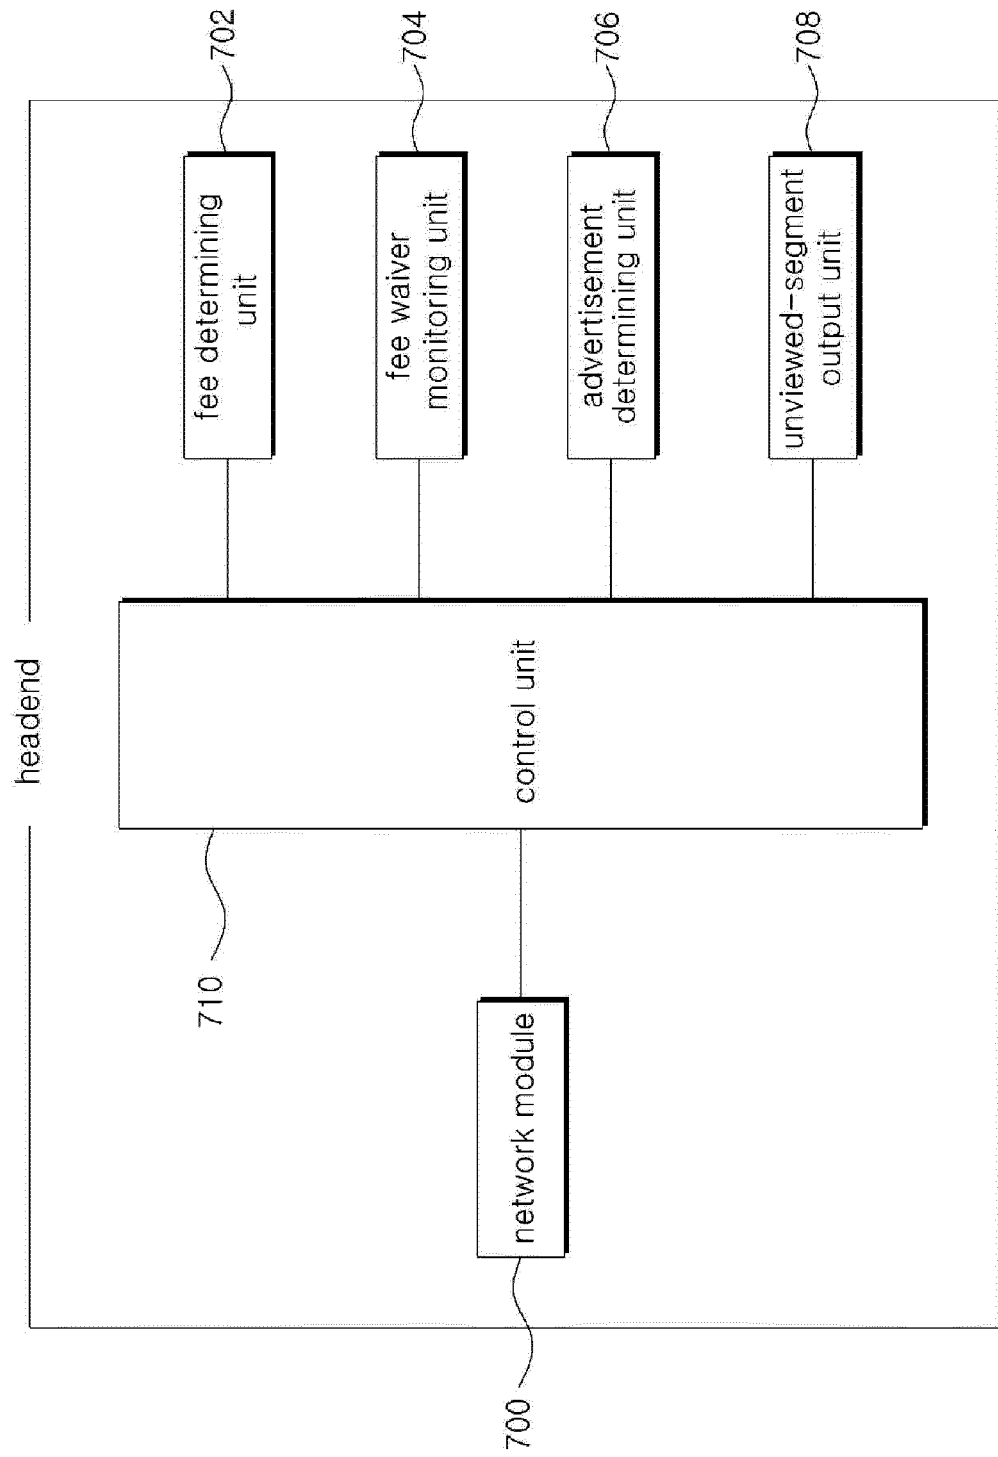 headend
700
network module
710
control unit
702
fee determining
unit
704
fee waiver
monitoring unit
706
advertisement
determining unit
708
unviewed-segment
output unit